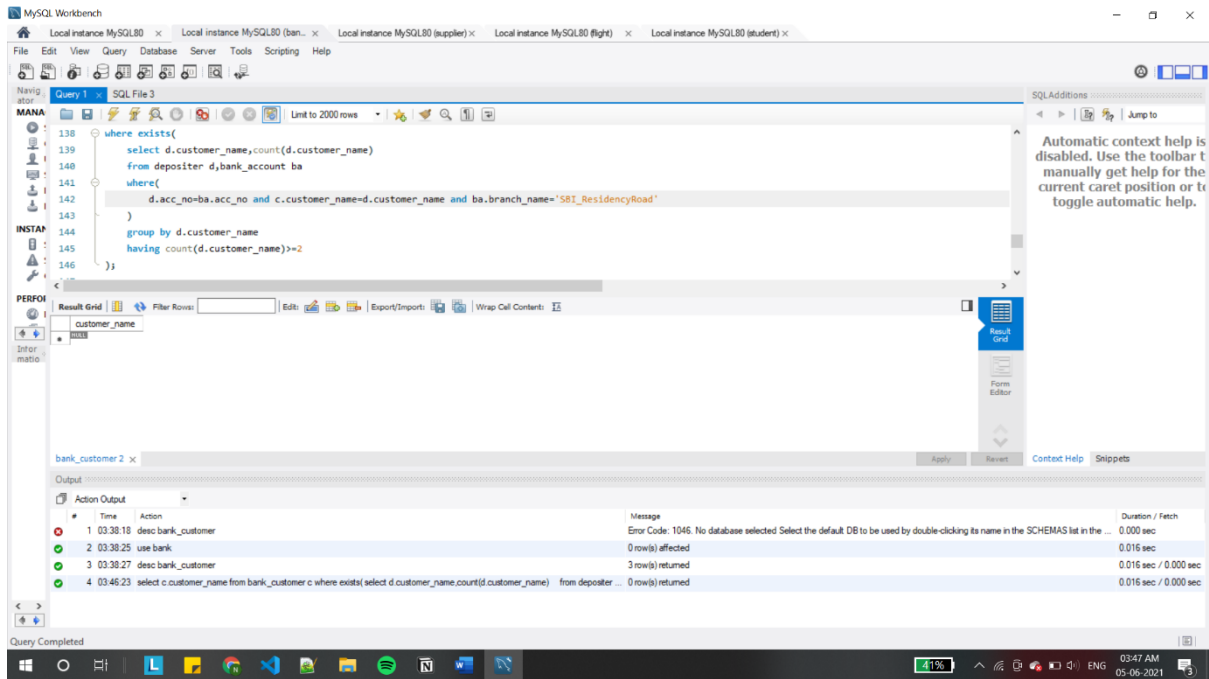 MySQL Workbench
Local instance MySQL80 × Local instance MySQL80 (ban... × Local instance MySQL80 (supplier) × Local instance MySQL80 (flight) × Local instance MySQL80 (student) ×
File Edit View Query Database Server Tools Scripting Help
Navig
ator
Query 1 × SQL File 3
SQLAdditions
MANA
Limit to 2000 rows
Jump to
138 where exists(
139 select d.customer_name,count(d.customer_name)
140 from depositer d,bank_account ba
141 where(
142 d.acc_no=ba.acc_no and c.customer_name=d.customer_name and ba.branch_name='SBI_ResidencyRoad'
143 )
144 group by d.customer_name
145 having count(d.customer_name)>=2
146 );
Automatic context help is
disabled. Use the toolbar t
manually get help for the
current caret position or t
toggle automatic help.
INSTAN
PERFO
Infor
matio
Result Grid Filter Rows: Edit: Export/Import: Wrap Cell Content:
customer_name
NULL
Result
Grid
Form
Editor
bank_customer 2 ×
Apply Revert
Context Help Snippets
Output
Action Output
# Time Action Message Duration / Fetch
1 03:38:18 desc bank_customer Error Code: 1046. No database selected Select the default DB to be used by double-clicking its name in the SCHEMAS list in the ... 0.000 sec
2 03:38:25 use bank 0 row(s) affected 0.016 sec
3 03:38:27 desc bank_customer 3 row(s) returned 0.016 sec / 0.000 sec
4 03:46:23 select c.customer_name from bank_customer c where exists( select d.customer_name,count(d.customer_name) from depositer ... 0 row(s) returned 0.016 sec / 0.000 sec
Query Completed
41%
ENG
03:47 AM
05-06-2021
3